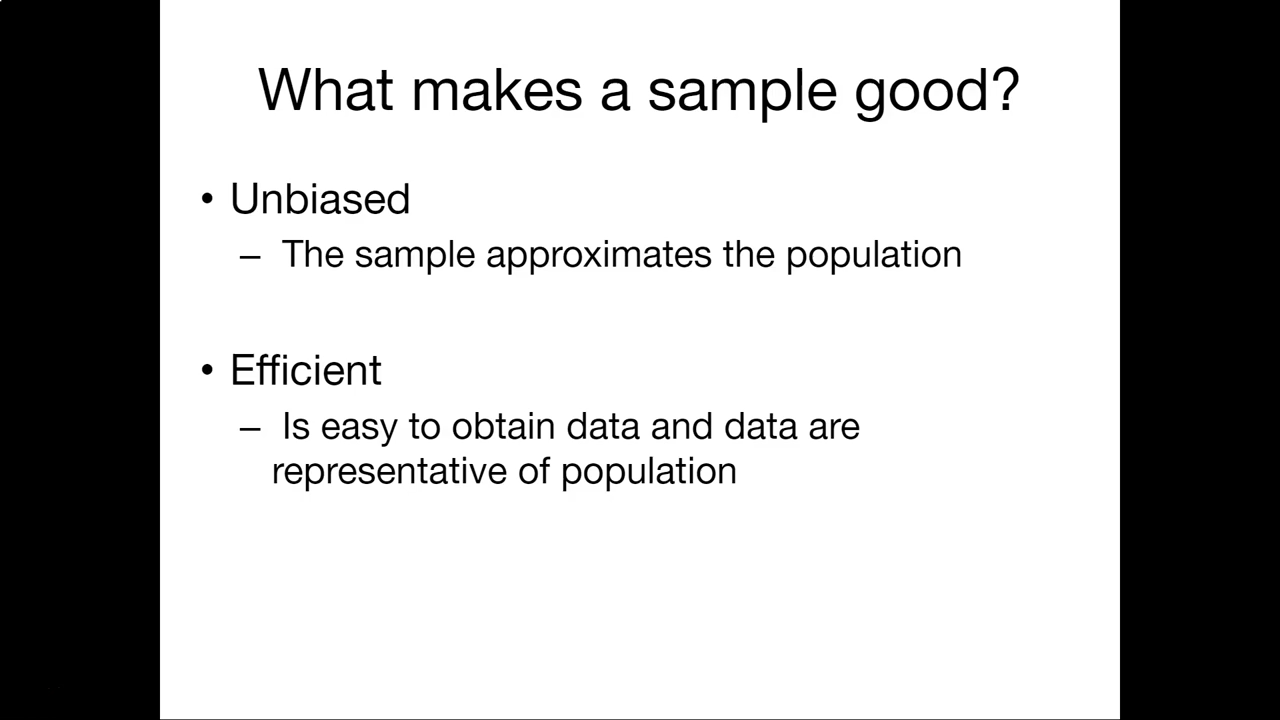 What makes a sample good?
• Unbiased
– The sample approximates the population
• Efficient
– Is easy to obtain data and data are
representative of population